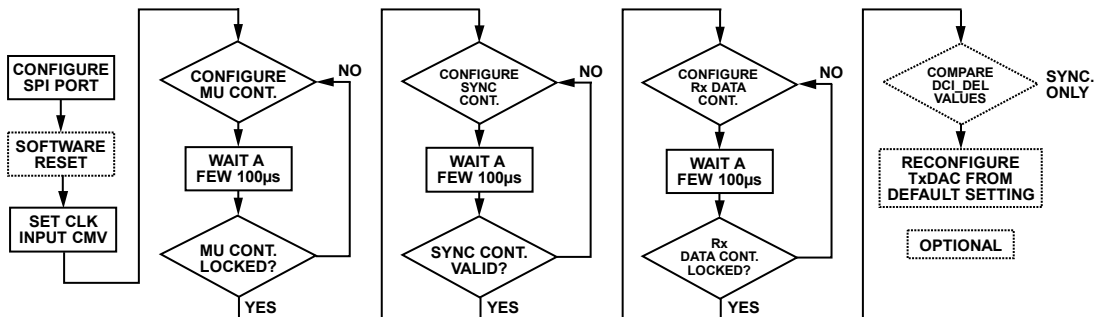 CONFIGURE
SPI PORT
SOFTWARE
RESET
SET CLK
INPUT CMV
CONFIGURE
MU CONT.
NO
WAIT A
FEW 100µs
MU CONT.
LOCKED?
YES
CONFIGURE
SYNC
CONT.
NO
WAIT A
FEW 100µs
SYNC CONT.
VALID?
YES
CONFIGURE
Rx DATA
CONT.
NO
WAIT A
FEW 100µs
Rx
DATA CONT.
LOCKED?
YES
COMPARE
DCI_DEL
VALUES
SYNC.
ONLY
RECONFIGURE
TxDAC FROM
DEFAULT SETTING
OPTIONAL